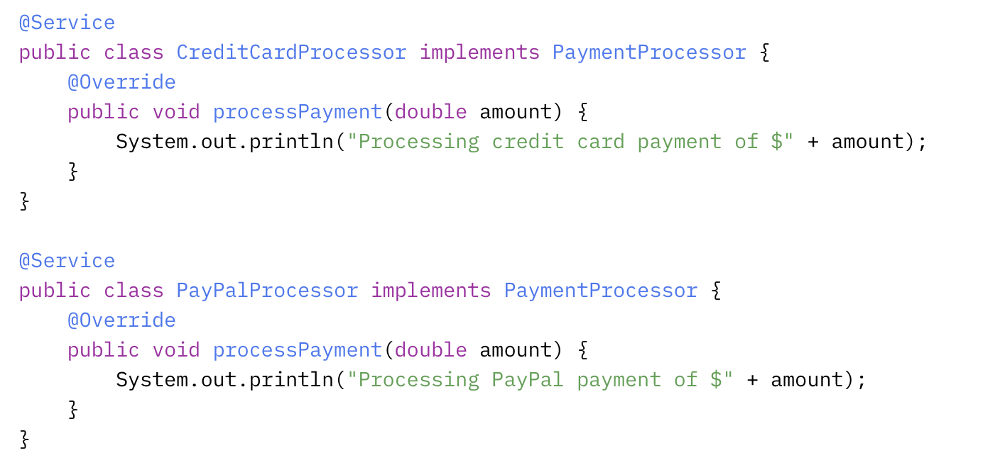 @Service
public class CreditCardProcessor implements PaymentProcessor {
    @Override
    public void processPayment(double amount) {
        System.out.println("Processing credit card payment of $" + amount);
    }
}

@Service
public class PayPalProcessor implements PaymentProcessor {
    @Override
    public void processPayment(double amount) {
        System.out.println("Processing PayPal payment of $" + amount);
    }
}